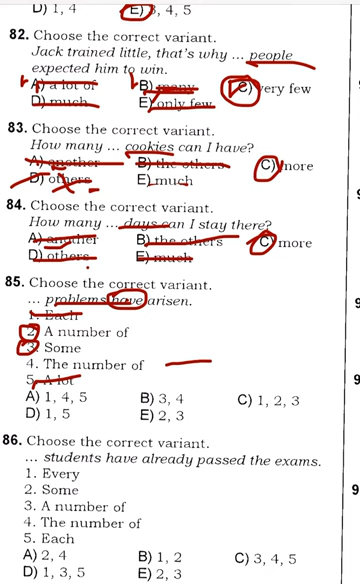 D) 1, 4 E) 3, 4, 5
82. Choose the correct variant.
Jack trained little, that's why ... people
expected him to win.
A) a lot of B) many C) very few
D) much E) only few
83. Choose the correct variant.
How many ... cookies can I have?
A) another B) the others C) more
D) others E) much
84. Choose the correct variant.
How many ... days can I stay there?
A) another B) the others C) more
D) others E) much
85. Choose the correct variant.
... problems have arisen.
1. Each
2. A number of
3. Some
4. The number of
5. A lot
A) 1, 4, 5 B) 3, 4 C) 1, 2, 3
D) 1, 5 E) 2, 3
86. Choose the correct variant.
... students have already passed the exams.
1. Every
2. Some
3. A number of
4. The number of
5. Each
A) 2, 4 B) 1, 2 C) 3, 4, 5
D) 1, 3, 5 E) 2, 3